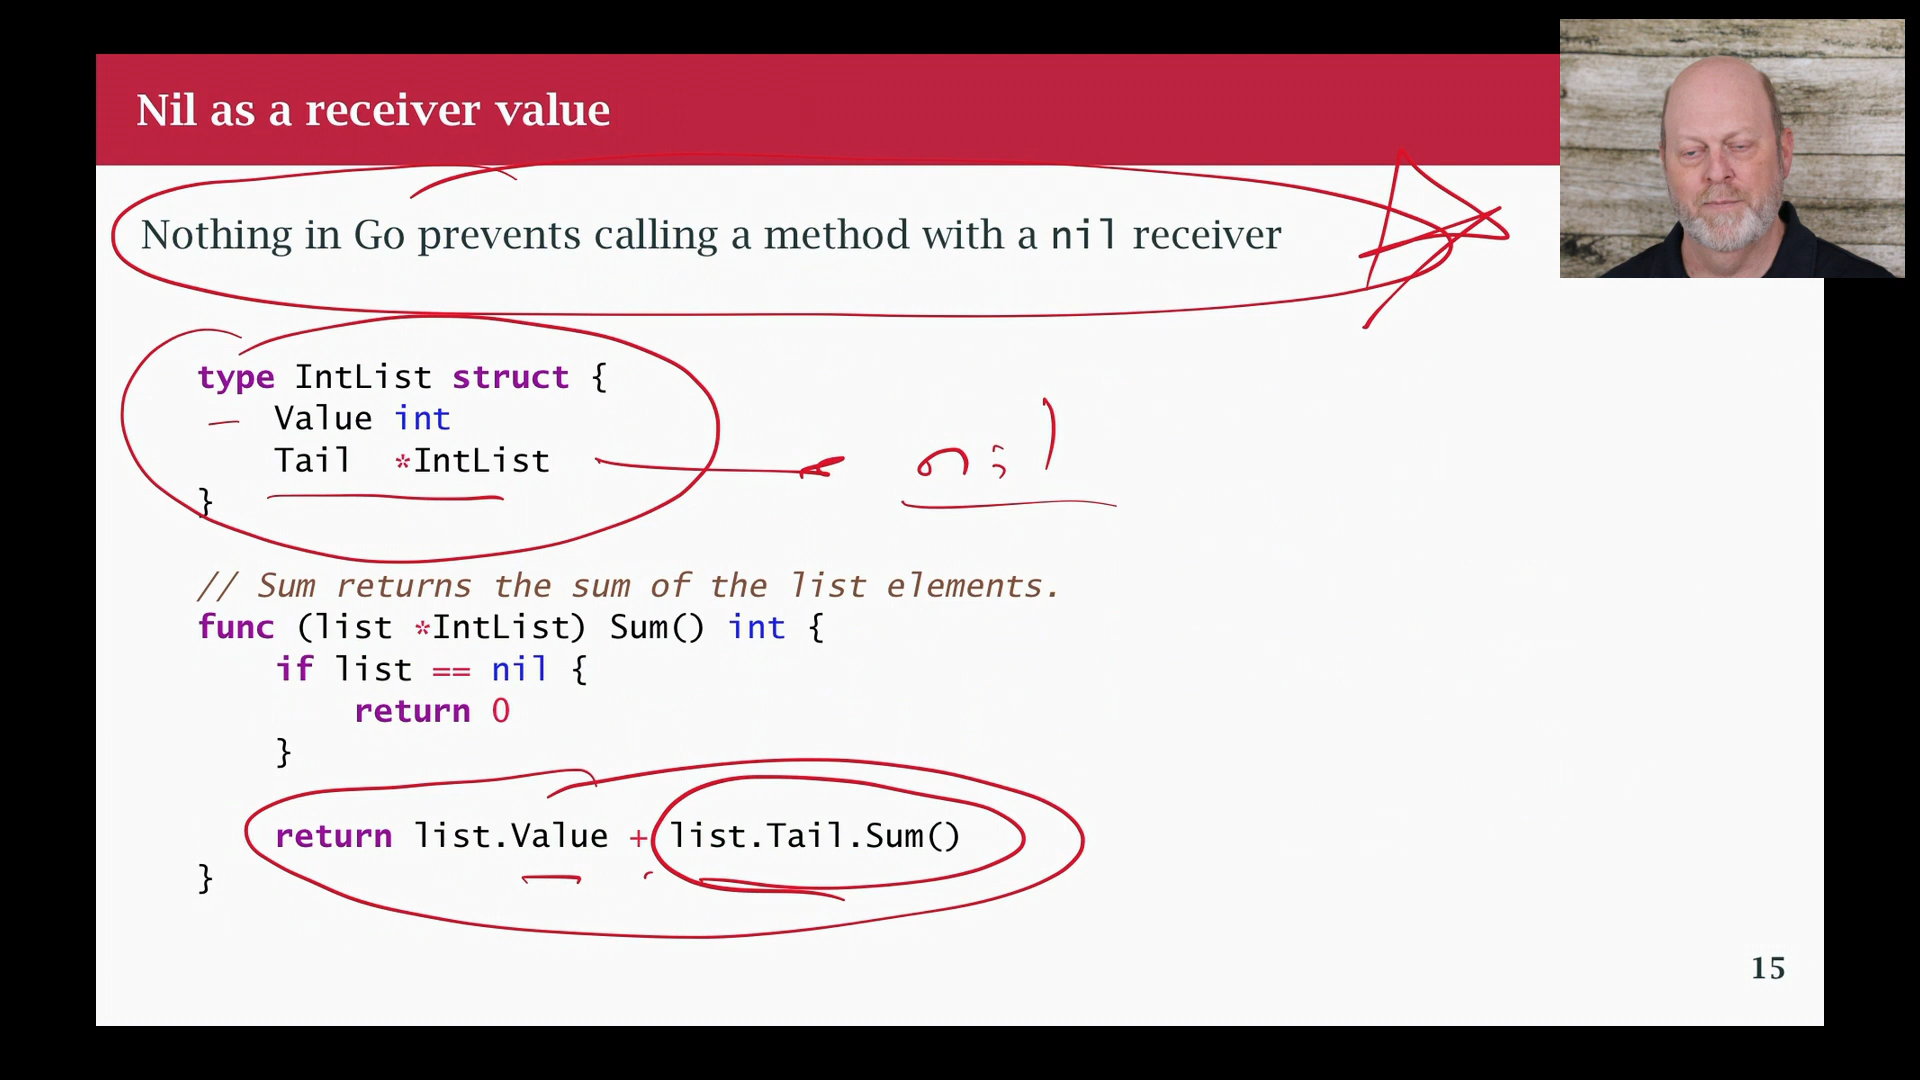 Nil as a receiver value
Nothing in Go prevents calling a method with a nil receiver
type IntList struct {
    Value int
    Tail  *IntList
}
nil
// Sum returns the sum of the list elements.
func (list *IntList) Sum() int {
    if list == nil {
        return 0
    }
    return list.Value + list.Tail.Sum()
}
15